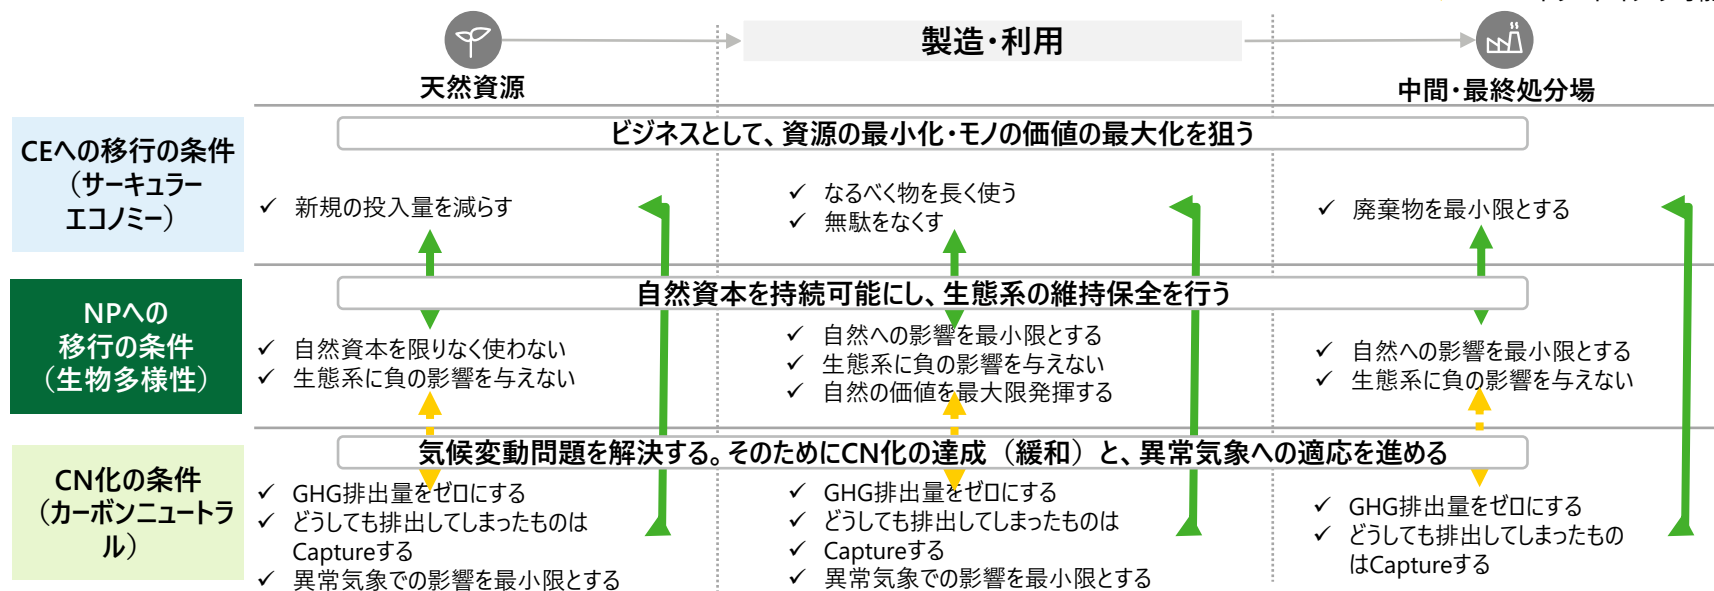 天然資源
製造・利用
中間・最終処分場
CEへの移行の条件
（サーキュラー
エコノミー）
ビジネスとして、資源の最小化・モノの価値の最大化を狙う
✓ 新規の投入量を減らす
✓ なるべく物を長く使う
✓ 無駄をなくす
✓ 廃棄物を最小限とする
NPへの
移行の条件
（生物多様性）
自然資本を持続可能にし、生態系の維持保全を行う
✓ 自然資本を限りなく使わない
✓ 生態系に負の影響を与えない
✓ 自然への影響を最小限とする
✓ 生態系に負の影響を与えない
✓ 自然の価値を最大限発揮する
✓ 自然への影響を最小限とする
✓ 生態系に負の影響を与えない
CN化の条件
（カーボンニュートラ
ル）
気候変動問題を解決する。そのためにCN化の達成（緩和）と、異常気象への適応を進める
✓ GHG排出量をゼロにする
✓ どうしても排出してしまったものは
Captureする
✓ 異常気象での影響を最小限とする
✓ GHG排出量をゼロにする
✓ どうしても排出してしまったものは
✓ Captureする
✓ 異常気象での影響を最小限とする
✓ GHG排出量をゼロにする
✓ どうしても排出してしまったもの
はCaptureする